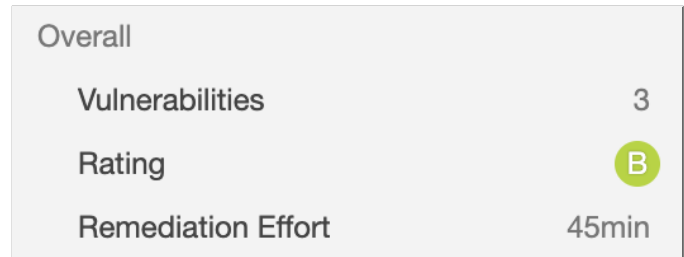 Overall
Vulnerabilities 3
Rating B
Remediation Effort 45min